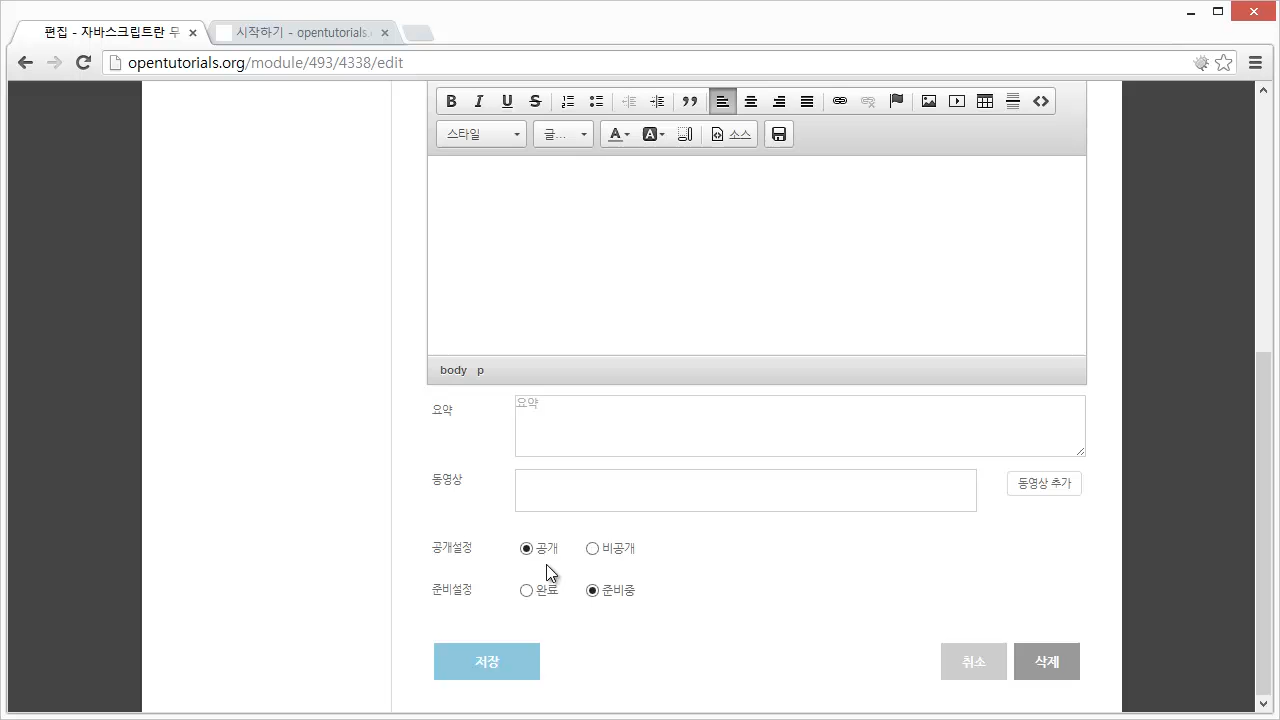 편집 - 자바스크립트란 무
시작하기 - opentutorials.
opentutorials.org/module/493/4338/edit
B I U S
스타일 글... A A 소스
body p
요약 요약
동영상 동영상 추가
공개설정 공개 비공개
준비설정 완료 준비중
저장 취소 삭제